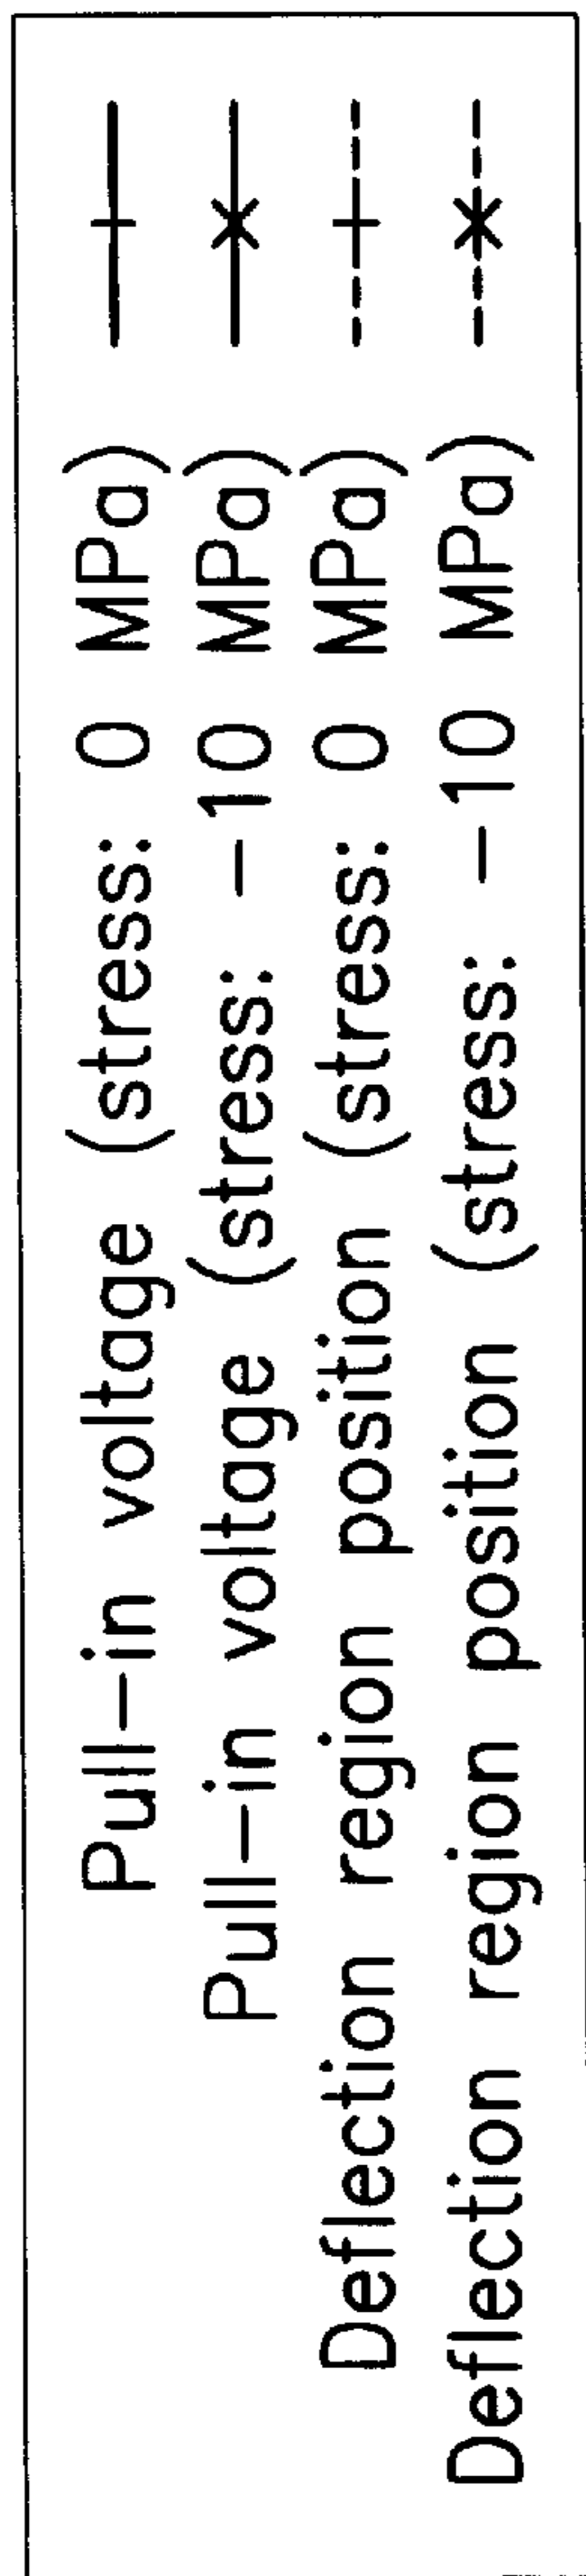 Pull-in voltage (stress: 0 MPa)
Pull-in voltage (stress: -10 MPa)
Deflection region position (stress: 0 MPa)
Deflection region position (stress: -10 MPa)